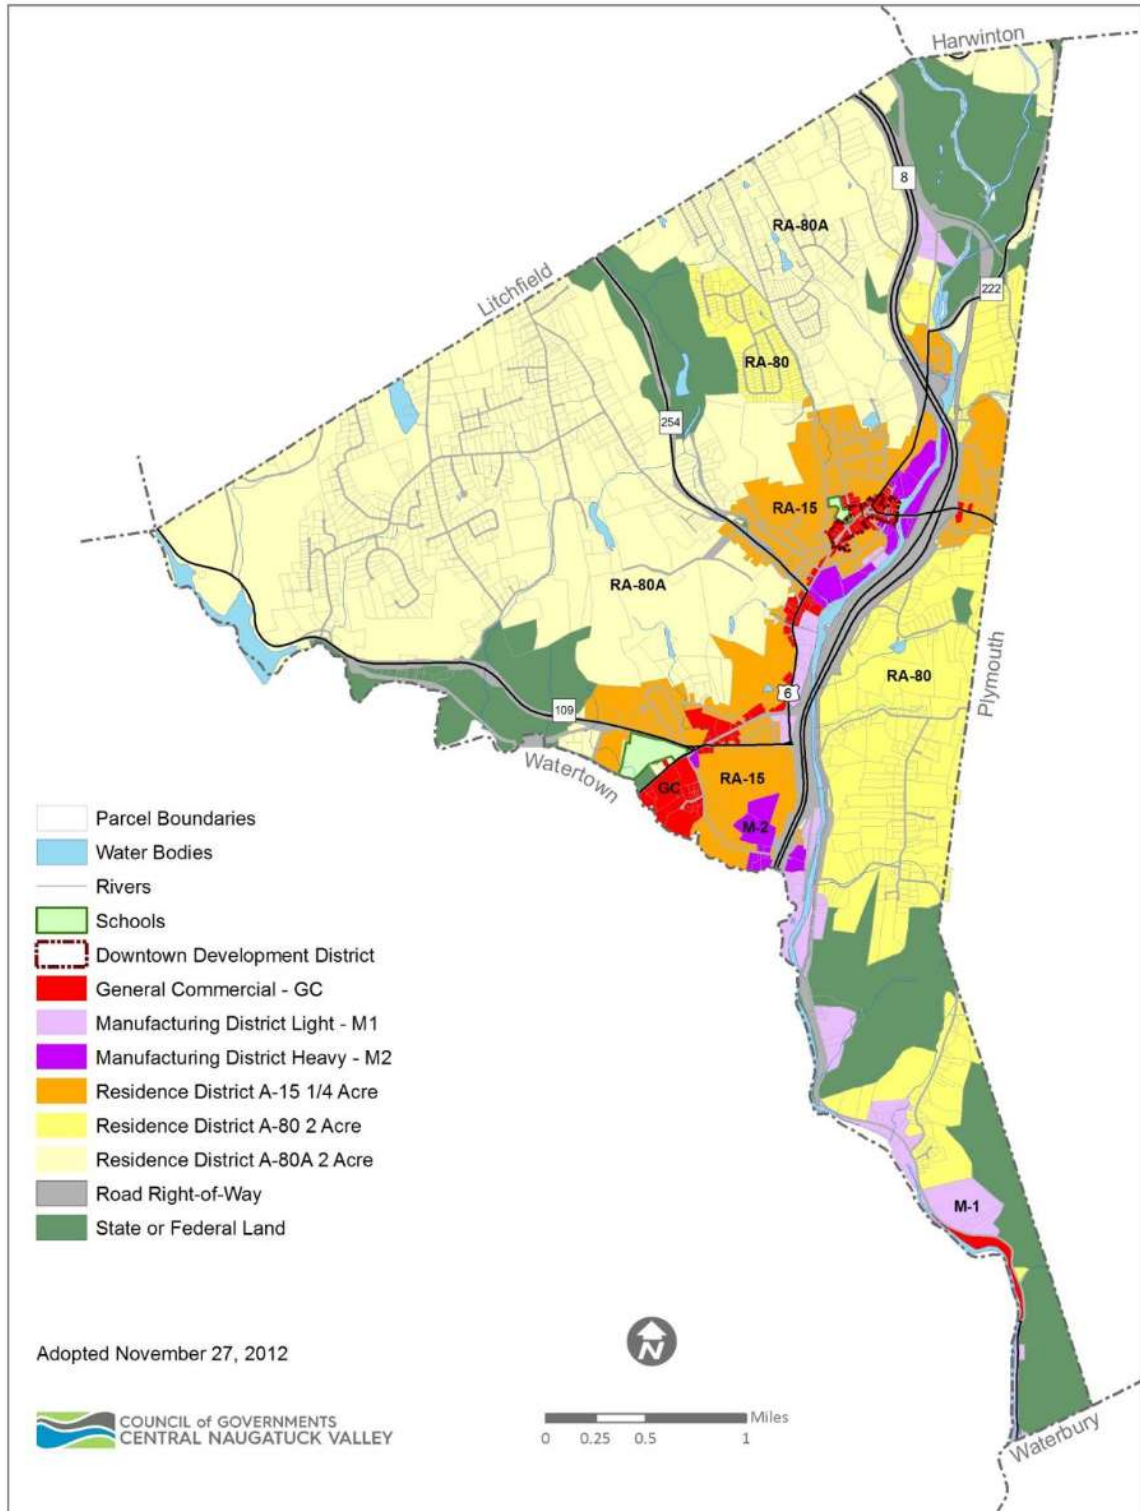 Harwinton
8
RA-80A
Litchfield
222
RA-80
254
RA-15
RA-80A
RA-80
Plymouth
6
109
Watertown
RA-15
GC
M-2
Parcel Boundaries
Water Bodies
Rivers
Schools
Downtown Development District
General Commercial - GC
Manufacturing District Light - M1
Manufacturing District Heavy - M2
Residence District A-15 1/4 Acre
Residence District A-80 2 Acre
Residence District A-80A 2 Acre
Road Right-of-Way
State or Federal Land
M-1
Adopted November 27, 2012
N
COUNCIL of GOVERNMENTS
CENTRAL NAUGATUCK VALLEY
Miles
0 0.25 0.5 1
Waterbury